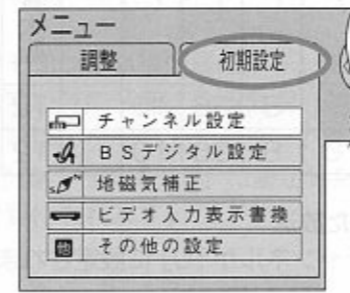 メニュー
調整 初期設定
チャンネル設定
BSデジタル設定
S N 地磁気補正
ビデオ入力表示書換
他 その他の設定